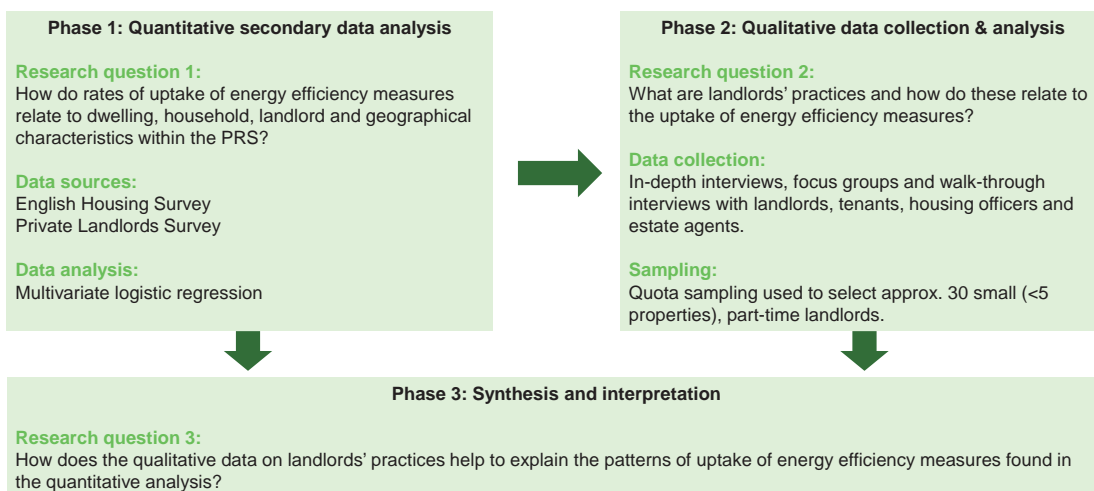 Phase 1: Quantitative secondary data analysis
Research question 1:
How do rates of uptake of energy efficiency measures
relate to dwelling, household, landlord and geographical
characteristics within the PRS?
Data sources:
English Housing Survey
Private Landlords Survey
Data analysis:
Multivariate logistic regression
Phase 2: Qualitative data collection & analysis
Research question 2:
What are landlords’ practices and how do these relate to
the uptake of energy efficiency measures?
Data collection:
In-depth interviews, focus groups and walk-through
interviews with landlords, tenants, housing officers and
estate agents.
Sampling:
Quota sampling used to select approx. 30 small (<5
properties), part-time landlords.
Phase 3: Synthesis and interpretation
Research question 3:
How does the qualitative data on landlords’ practices help to explain the patterns of uptake of energy efficiency measures found in
the quantitative analysis?